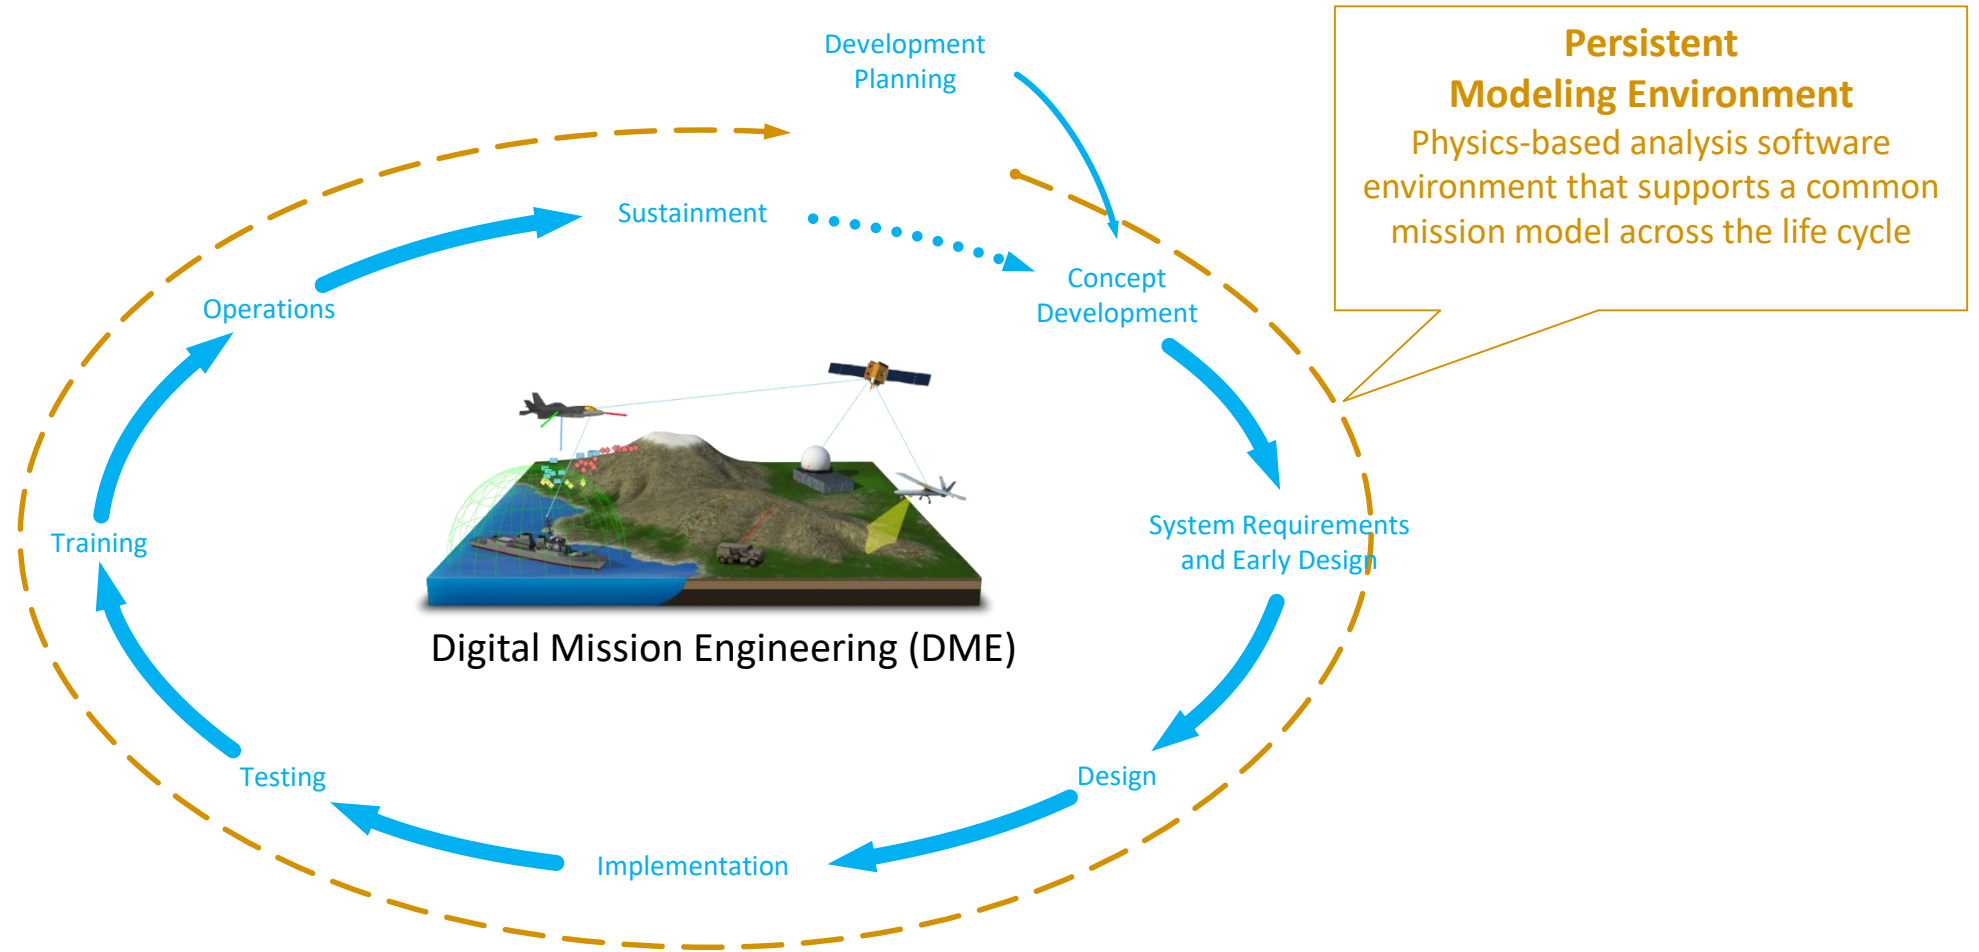 Development
Planning
Persistent
Modeling Environment
Physics-based analysis software
environment that supports a common
mission model across the life cycle
Sustainment
Concept
Development
Operations
System Requirements
and Early Design
Training
Digital Mission Engineering (DME)
Design
Testing
Implementation